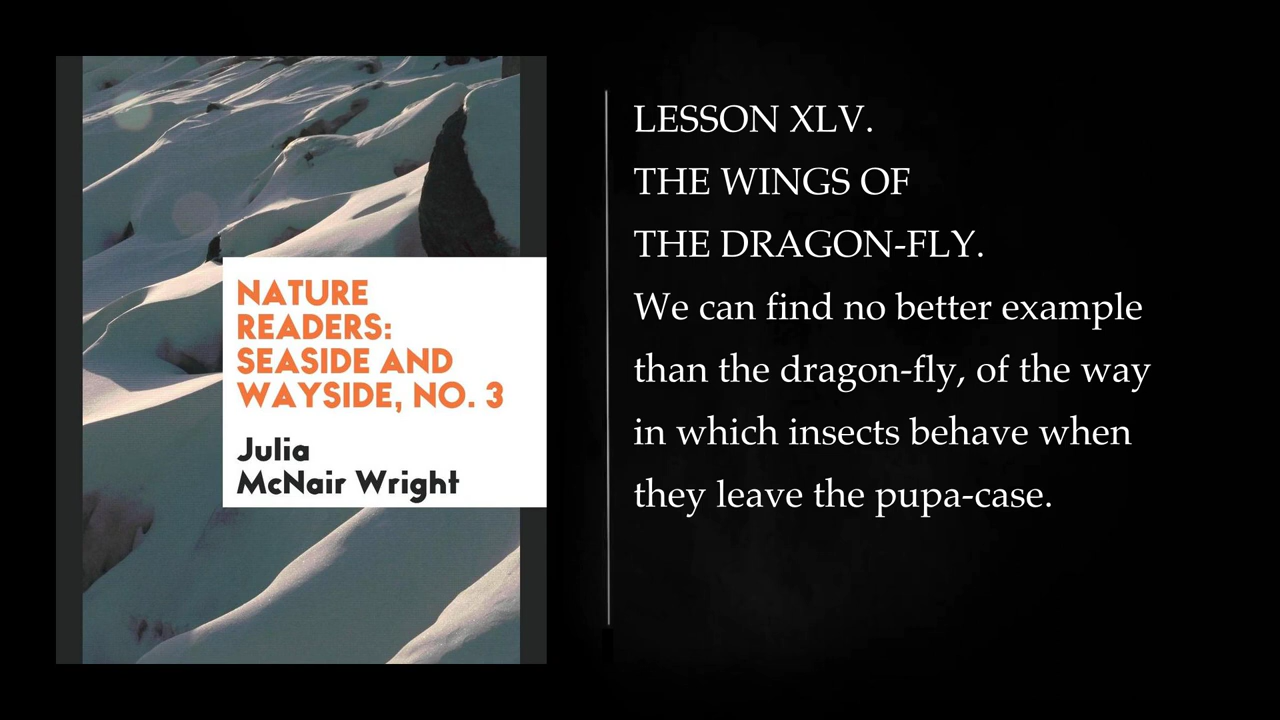 NATURE
READERS:
SEASIDE AND
WAYSIDE, NO. 3
Julia
McNair Wright
LESSON XLV.
THE WINGS OF
THE DRAGON-FLY.
We can find no better example
than the dragon-fly, of the way
in which insects behave when
they leave the pupa-case.